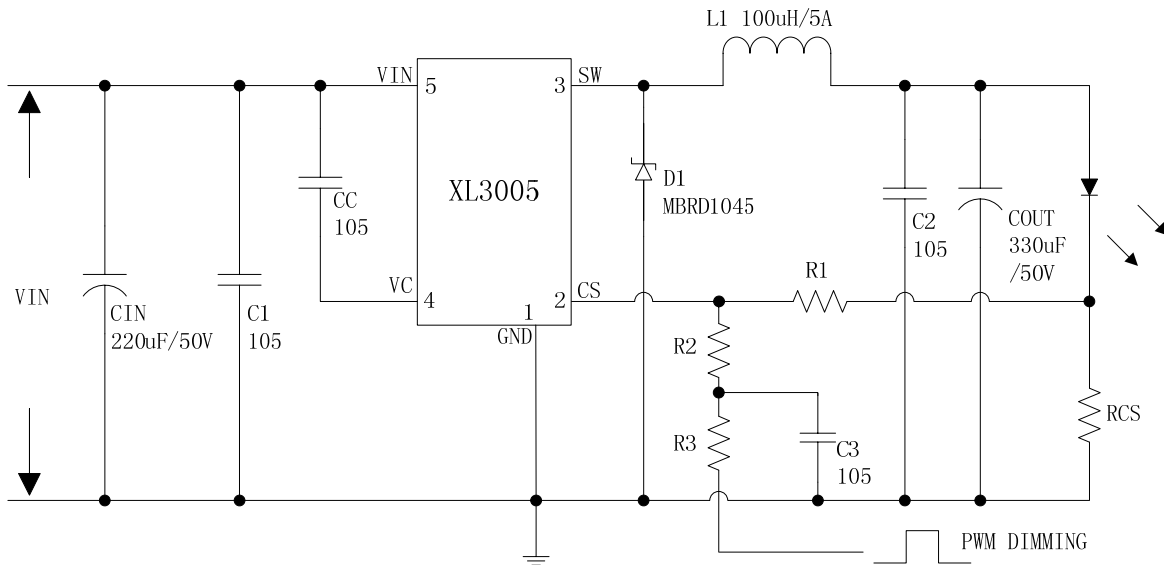 L1 100uH/5A
VIN
5
3
SW
XL3005
CC
105
D1
MBRD1045
C2
105
COUT
330uF
/50V
VIN
CIN
220uF/50V
C1
105
VC
4
1
GND
2
CS
R1
R2
R3
C3
105
RCS
PWM DIMMING